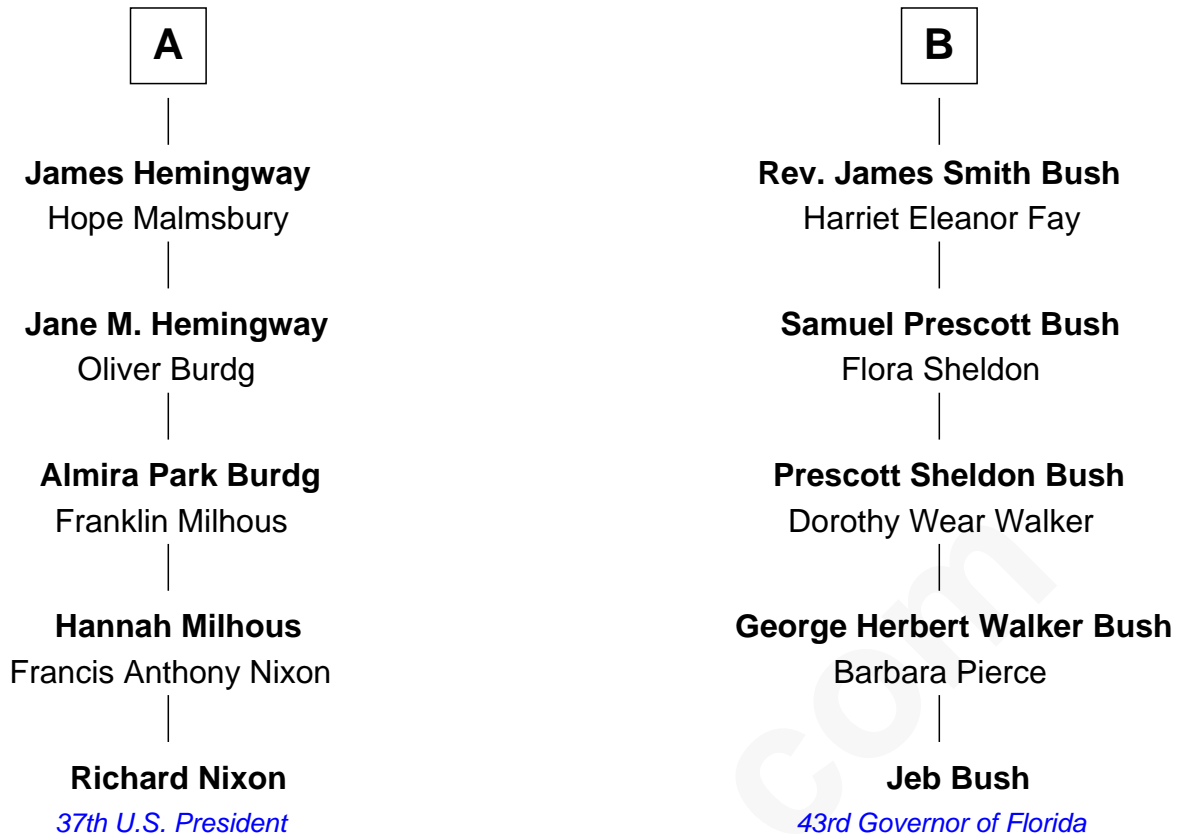 A
James Hemingway
Hope Malmsbury
Jane M. Hemingway
Oliver Burdg
Almira Park Burdg
Franklin Milhous
Hannah Milhous
Francis Anthony Nixon
Richard Nixon
37th U.S. President
B
Rev. James Smith Bush
Harriet Eleanor Fay
Samuel Prescott Bush
Flora Sheldon
Prescott Sheldon Bush
Dorothy Wear Walker
George Herbert Walker Bush
Barbara Pierce
Jeb Bush
43rd Governor of Florida
com